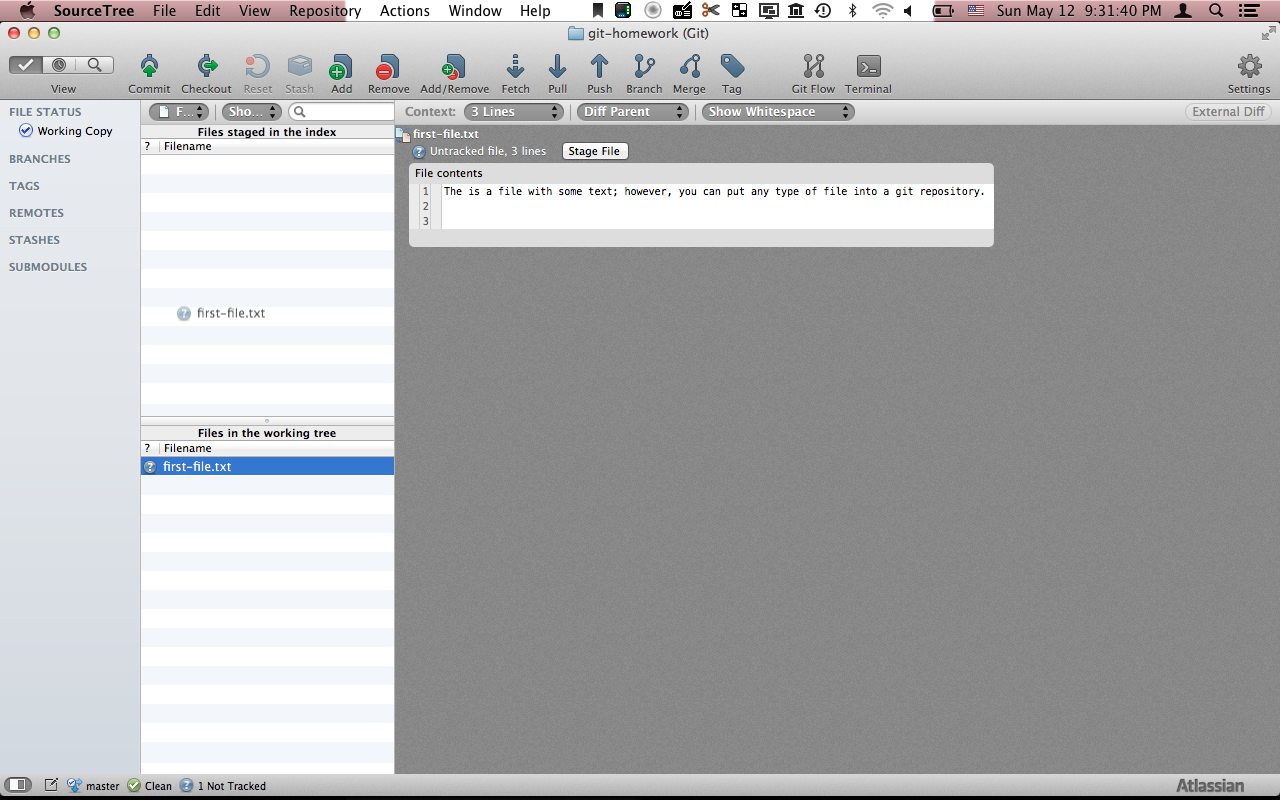 SourceTree File Edit View Repository Actions Window Help Sun May 12 9:31:40 PM
git-homework (Git)
View Commit Checkout Reset Stash Add Remove Add/Remove Fetch Pull Push Branch Merge Tag Git Flow Terminal Settings
FILE STATUS
Working Copy
BRANCHES
TAGS
REMOTES
STASHES
SUBMODULES
F... Sho...
Files staged in the index
? Filename
first-file.txt
Files in the working tree
? Filename
? first-file.txt
Context: 3 Lines Diff Parent Show Whitespace External Diff
first-file.txt
? Untracked file, 3 lines Stage File
File contents
1 The is a file with some text; however, you can put any type of file into a git repository.
2
3
master Clean ? 1 Not Tracked Atlassian